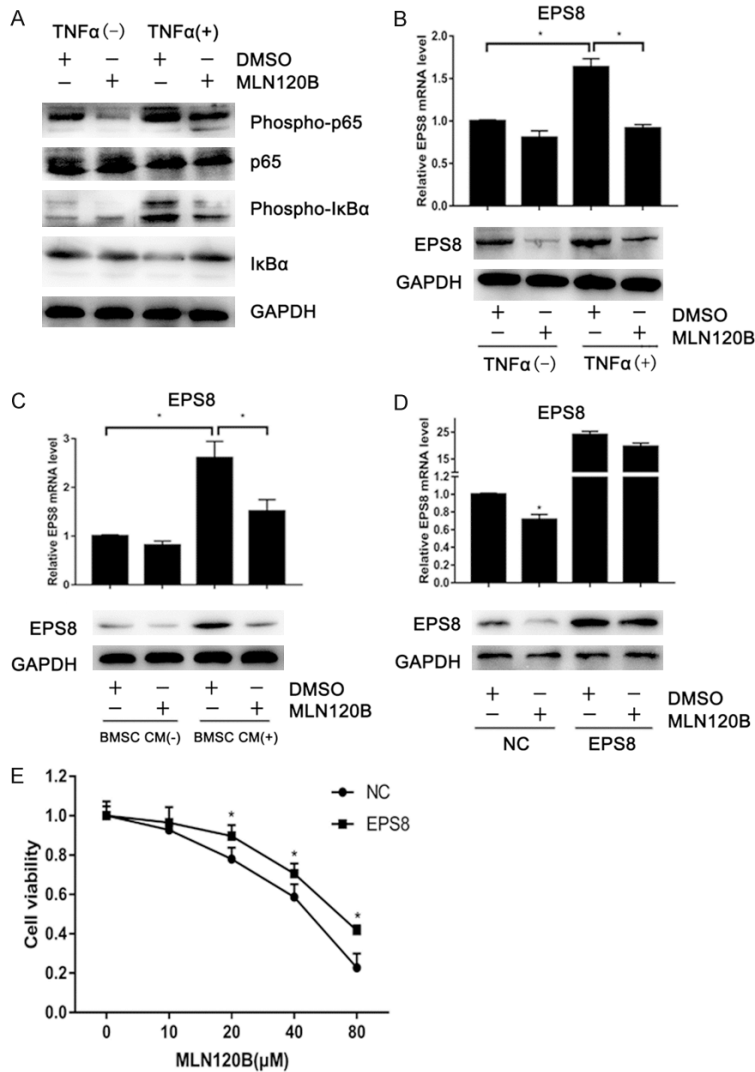 A
TNFα(−) TNFα(+)
+ − + − DMSO
− + − + MLN120B
Phospho-p65
p65
Phospho-IκBα
IκBα
GAPDH
B
EPS8
Relative EPS8 mRNA level
2.0
1.5
1.0
0.5
0.0
* *
EPS8
GAPDH
+ − + − DMSO
− + − + MLN120B
TNFα(−) TNFα(+)
C
EPS8
Relative EPS8 mRNA level
3
2
1
0
* *
EPS8
GAPDH
+ − + − DMSO
− + − + MLN120B
BMSC CM(-) BMSC CM(+)
D
EPS8
Relative EPS8 mRNA level
25
15
1.2
1.0
0.8
0.6
0.4
0.2
0.0
*
EPS8
GAPDH
+ − + − DMSO
− + − + MLN120B
NC EPS8
E
Cell viability
1.2
1.0
0.8
0.6
0.4
0.2
0.0
NC
EPS8
* * *
0 10 20 40 80
MLN120B(μM)